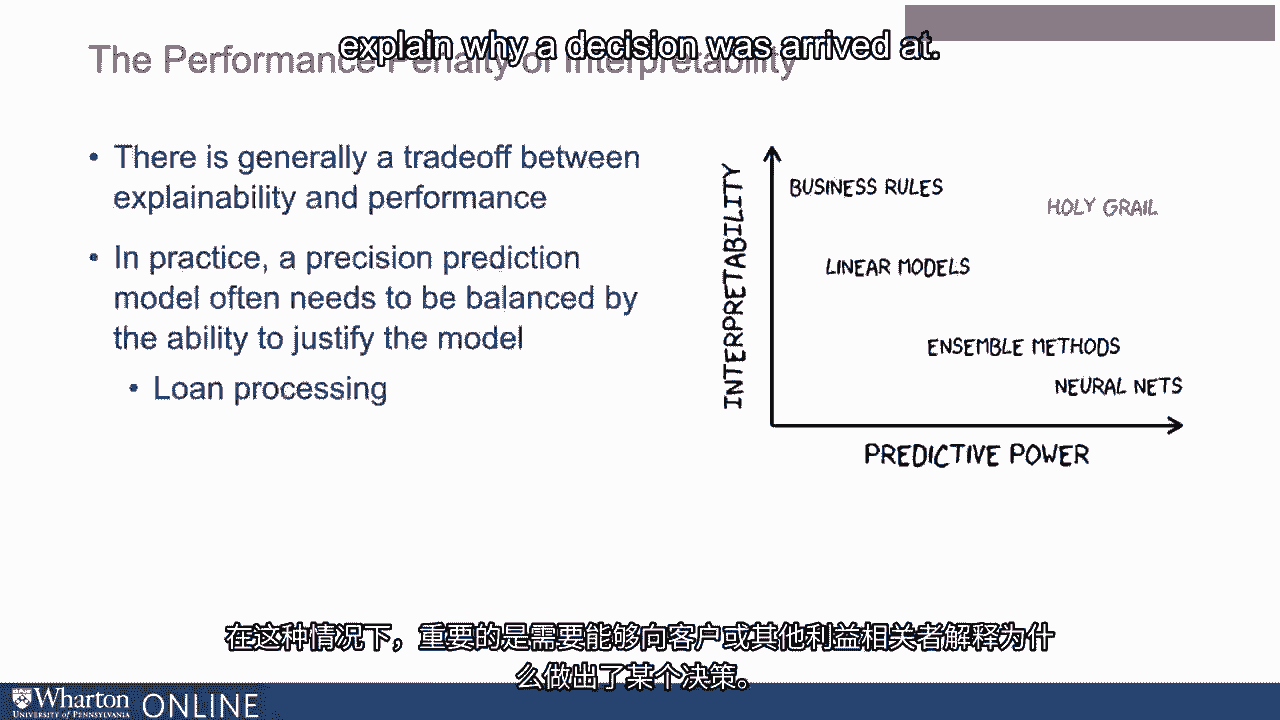 explain why a decision was arrived at.
The Performance Penalty of Interpretability
• There is generally a tradeoff between
explainability and performance
• In practice, a precision prediction
model often needs to be balanced by
the ability to justify the model
• Loan processing
INTERPRETABILITY
BUSINESS RULES
HOLY GRAIL
LINEAR MODELS
ENSEMBLE METHODS
NEURAL NETS
PREDICTIVE POWER
在这种情况下，重要的是需要能够向客户或其他利益相关者解释为什
么做出了某个决策。
Wharton
UNIVERSITY of PENNSYLVANIA
ONLINE